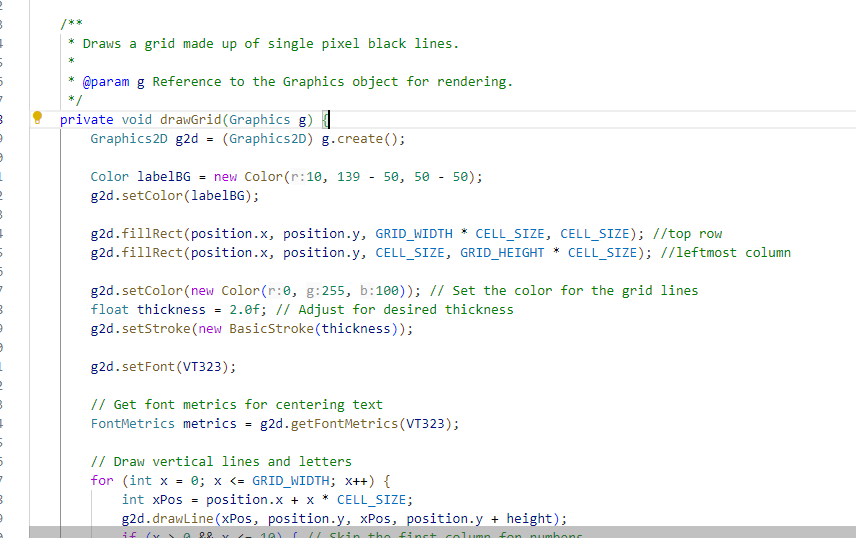 /**
* Draws a grid made up of single pixel black lines.
*
* @param g Reference to the Graphics object for rendering.
*/
private void drawGrid(Graphics g) {
Graphics2D g2d = (Graphics2D) g.create();
Color labelBG = new Color(r:10, 139 - 50, 50 - 50);
g2d.setColor(labelBG);
g2d.fillRect(position.x, position.y, GRID_WIDTH * CELL_SIZE, CELL_SIZE); //top row
g2d.fillRect(position.x, position.y, CELL_SIZE, GRID_HEIGHT * CELL_SIZE); //leftmost column
g2d.setColor(new Color(r:0, g:255, b:100)); // Set the color for the grid lines
float thickness = 2.0f; // Adjust for desired thickness
g2d.setStroke(new BasicStroke(thickness));
g2d.setFont(VT323);
// Get font metrics for centering text
FontMetrics metrics = g2d.getFontMetrics(VT323);
// Draw vertical lines and letters
for (int x = 0; x <= GRID_WIDTH; x++) {
int xPos = position.x + x * CELL_SIZE;
g2d.drawLine(xPos, position.y, xPos, position.y + height);
if (x > 0 && x <= 10) { // Skip the first column for numbers